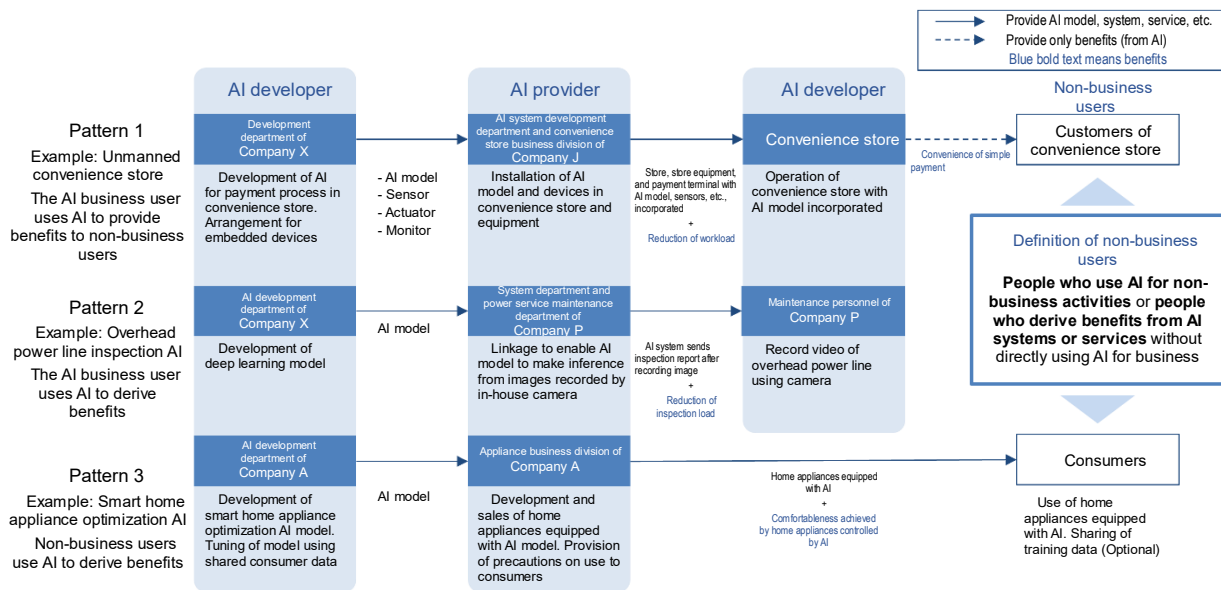 Provide AI model, system, service, etc.
Provide only benefits (from AI)
Blue bold text means benefits
AI developer
AI provider
AI developer
Non-business
users
Pattern 1
Example: Unmanned
convenience store
The AI business user
uses AI to provide
benefits to non-business
users
Development
department of
Company X
Development of AI
for payment process in
convenience store.
Arrangement for
embedded devices
- AI model
- Sensor
- Actuator
- Monitor
AI system development
department and convenience
store business division of
Company J
Installation of AI
model and devices in
convenience store and
equipment
Store, store equipment,
and payment terminal with
AI model, sensors, etc.,
incorporated
+
Reduction of workload
Convenience store
Operation of
convenience store with
AI model incorporated
Convenience of simple
payment
Customers of
convenience store
Definition of non-business
users
People who use AI for non-
business activities or people
who derive benefits from AI
systems or services without
directly using AI for business
Pattern 2
Example: Overhead
power line inspection AI
The AI business user
uses AI to derive
benefits
AI development
department of
Company X
Development of
deep learning model
AI model
System department and
power service maintenance
department of
Company P
Linkage to enable AI
model to make inference
from images recorded by
in-house camera
AI system sends
inspection report after
recording image
+
Reduction of
inspection load
Maintenance personnel of
Company P
Record video of
overhead power line
using camera
Pattern 3
Example: Smart home
appliance optimization AI
Non-business users
use AI to derive benefits
AI development
department of
Company A
Development of
smart home appliance
optimization AI model.
Tuning of model using
shared consumer data
AI model
Appliance business division of
Company A
Development and
sales of home
appliances equipped
with AI model. Provision
of precautions on use to
consumers
Home appliances equipped
with AI
+
Comfortableness achieved
by home appliances controlled
by AI
Consumers
Use of home
appliances equipped
with AI. Sharing of
training data (Optional)